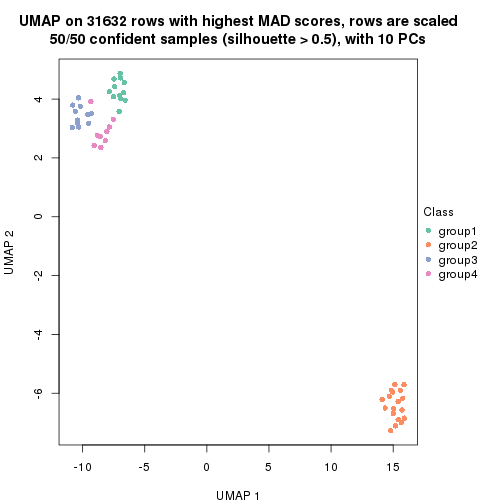 UMAP on 31632 rows with highest MAD scores, rows are scaled
50/50 confident samples (silhouette > 0.5), with 10 PCs
4
2
0
-2
-4
-6
UMAP 2
-10
-5
0
5
10
15
UMAP 1
Class
group1
group2
group3
group4